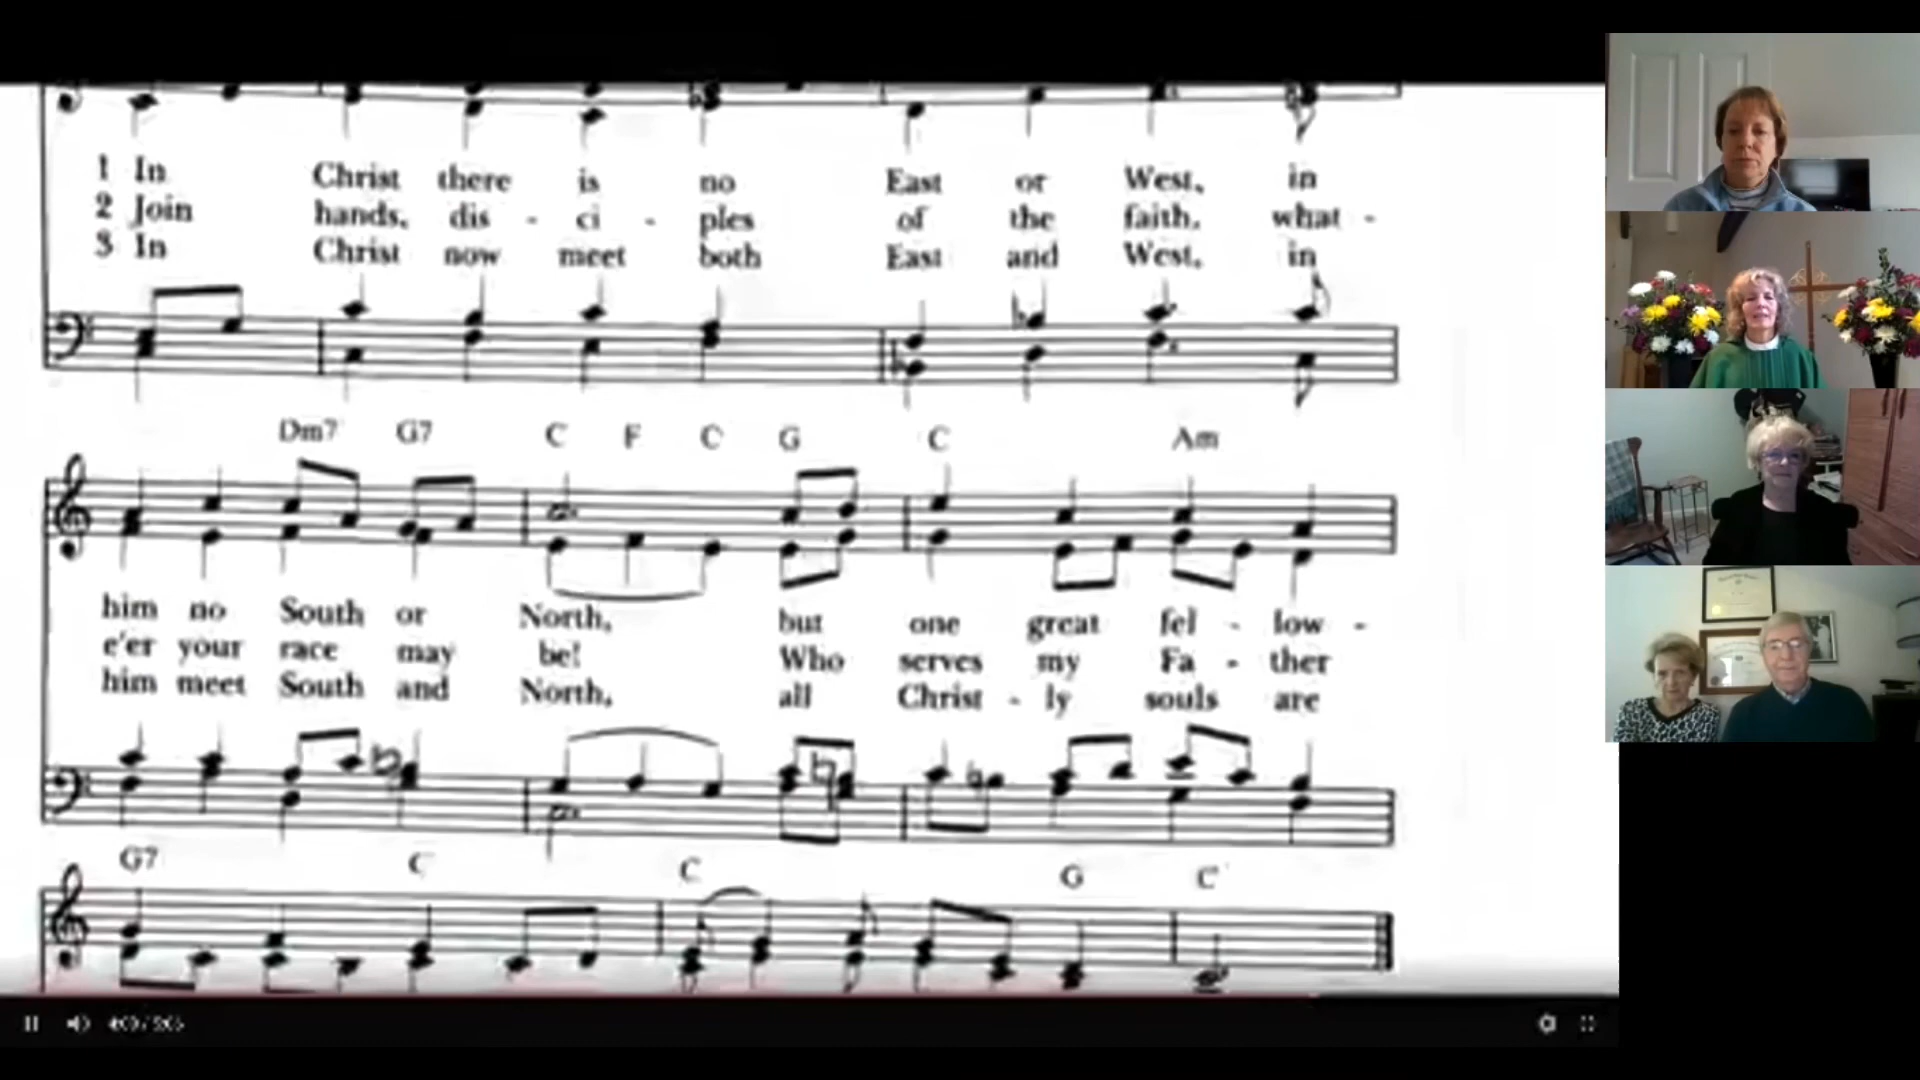 1 In Christ there is no East or West, in
2 Join hands, dis - ci - ples of the faith, what -
3 In Christ now meet both East and West, in
Dm7 G7 C F C G C Am
him no South or North, but one great fel - low -
e'er your race may be! Who serves my Fa - ther
him meet South and North, all Christ - ly souls are
G7 C C G C